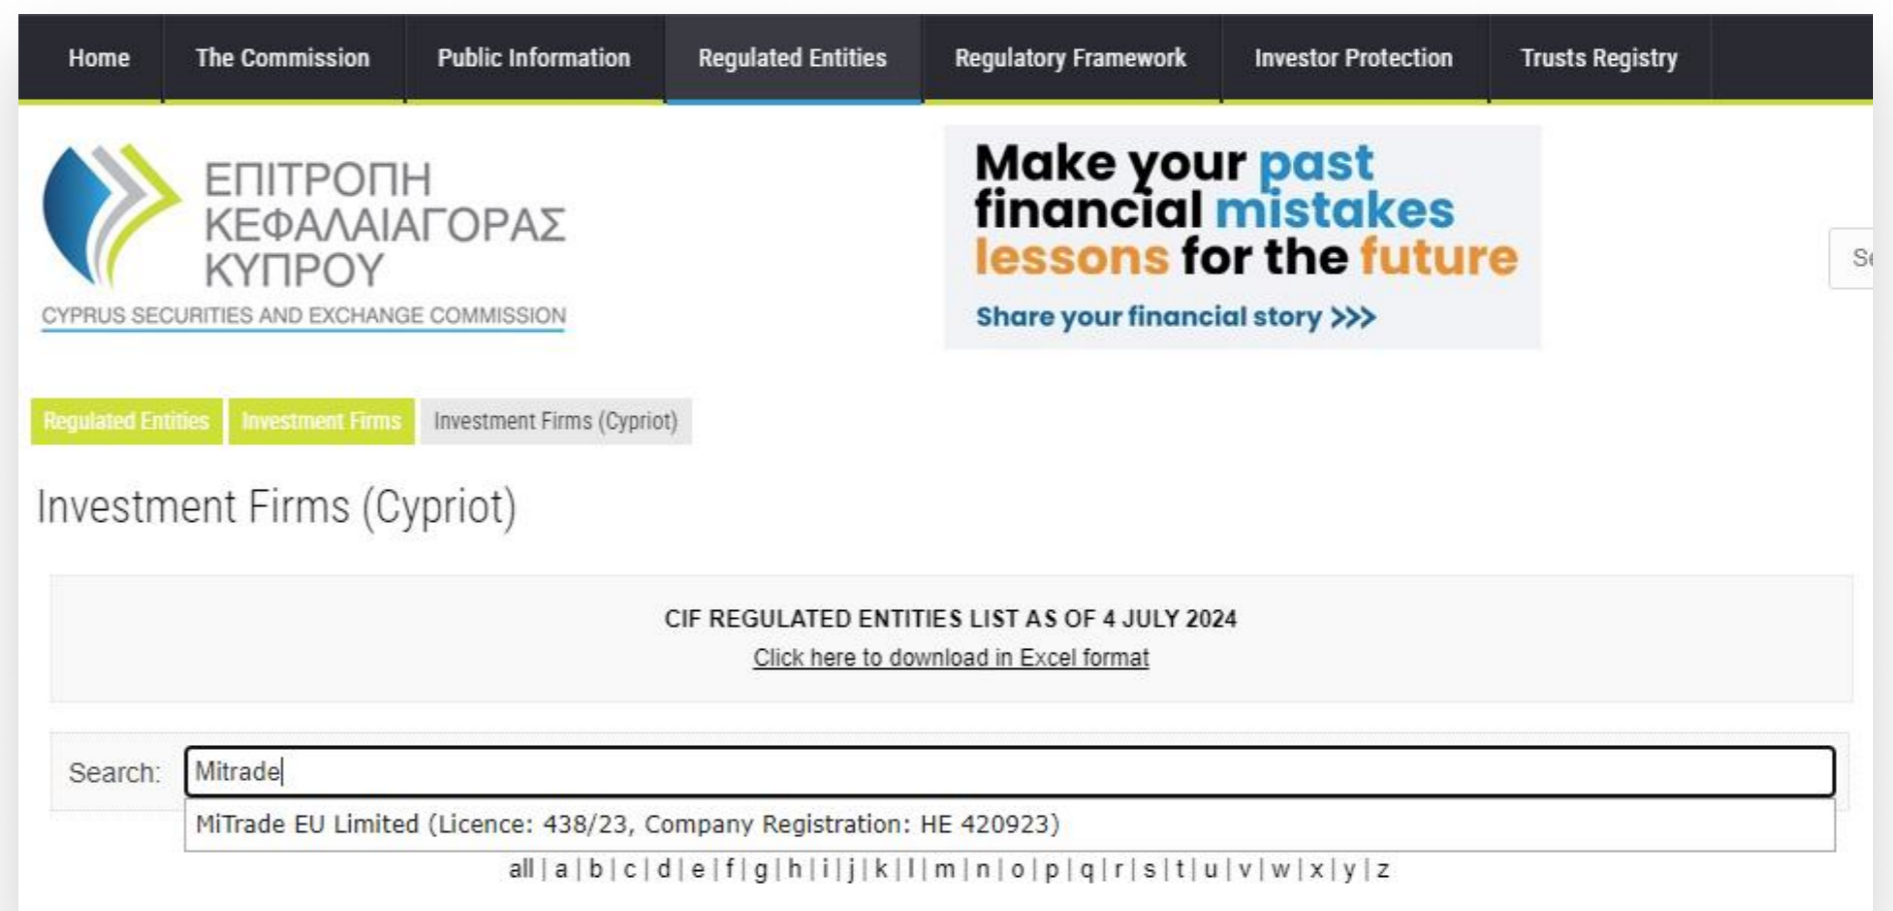 Home The Commission Public Information Regulated Entities Regulatory Framework Investor Protection Trusts Registry
ΕΠΙΤΡΟΠΗ
ΚΕΦΑΛΑΙΑΓΟΡΑΣ
ΚΥΠΡΟΥ
CYPRUS SECURITIES AND EXCHANGE COMMISSION
Make your past
financial mistakes
lessons for the future
Share your financial story >>>
Regulated Entities Investment Firms Investment Firms (Cypriot)
Investment Firms (Cypriot)
CIF REGULATED ENTITIES LIST AS OF 4 JULY 2024
Click here to download in Excel format
Search: Mitrade
MiTrade EU Limited (Licence: 438/23, Company Registration: HE 420923)
all | a | b | c | d | e | f | g | h | i | j | k | l | m | n | o | p | q | r | s | t | u | v | w | x | y | z